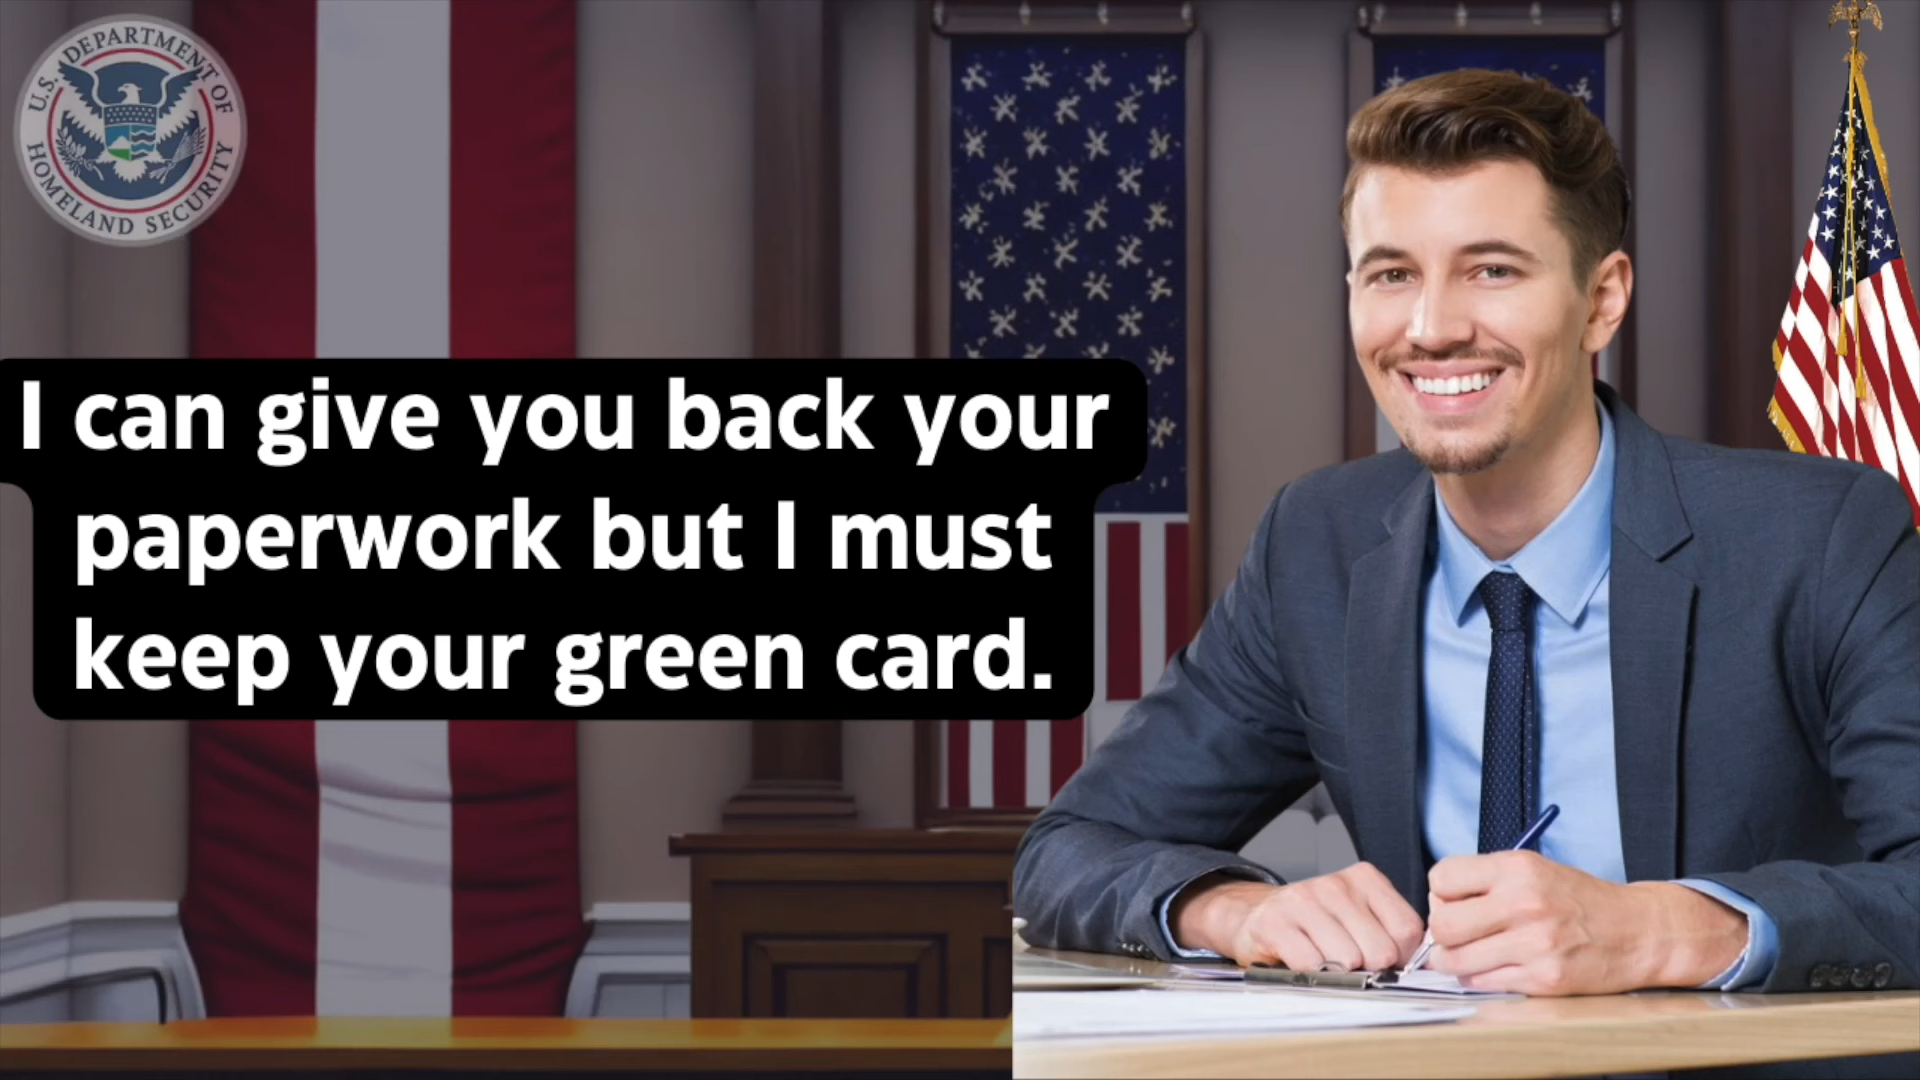 U.S. DEPARTMENT OF
HOMELAND SECURITY
I can give you back your
paperwork but I must
keep your green card.